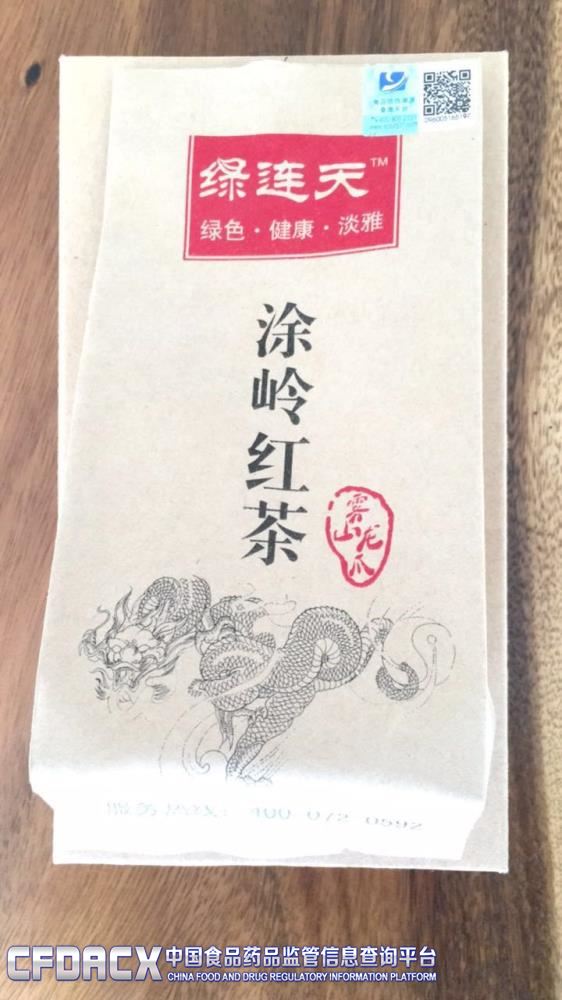 绿连天™
绿色·健康·淡雅
涂岭红茶
雾山龙爪
服务热线: 400-072-0592
CFDACX 中国食品药品监管信息查询平台
CHINA FOOD AND DRUG REGULATORY INFORMATION PLATFORM